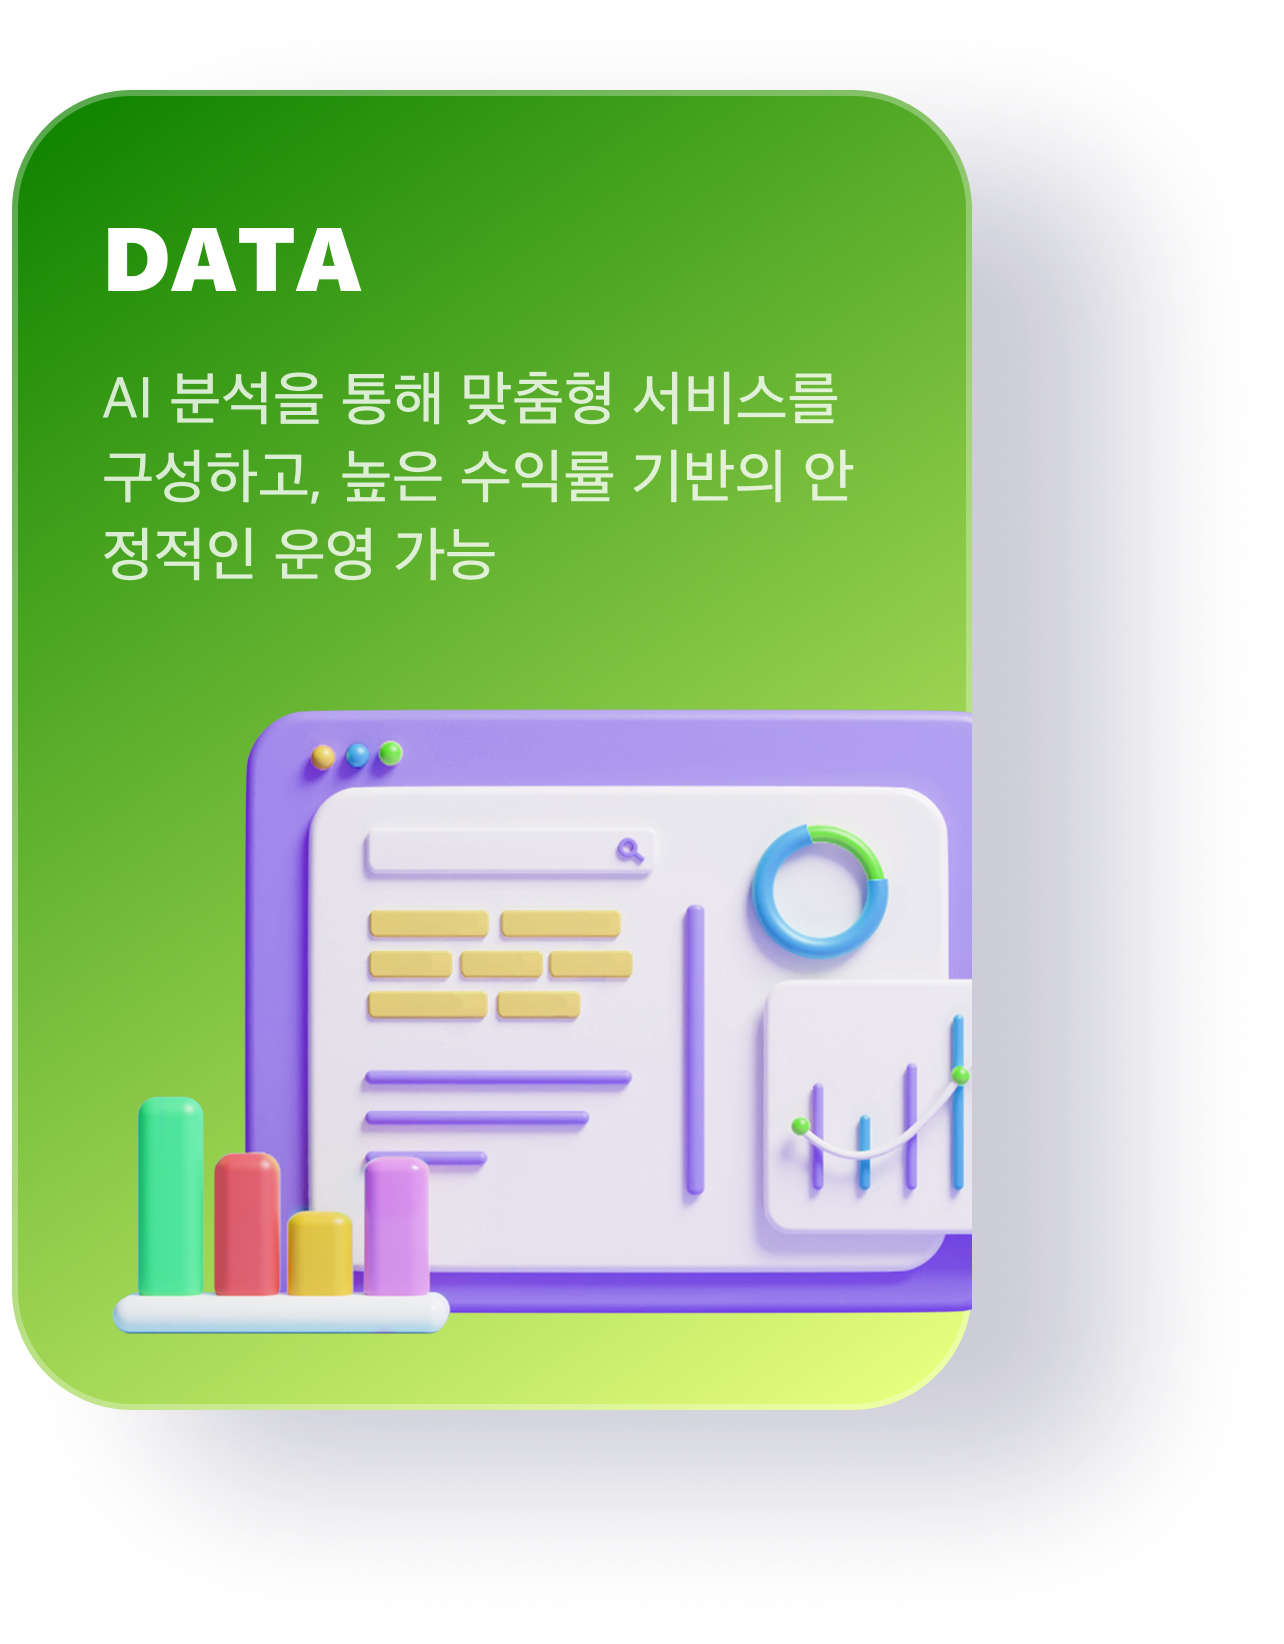 DATA
AI 분석을 통해 맞춤형 서비스를
구성하고, 높은 수익률 기반의 안
정적인 운영 가능